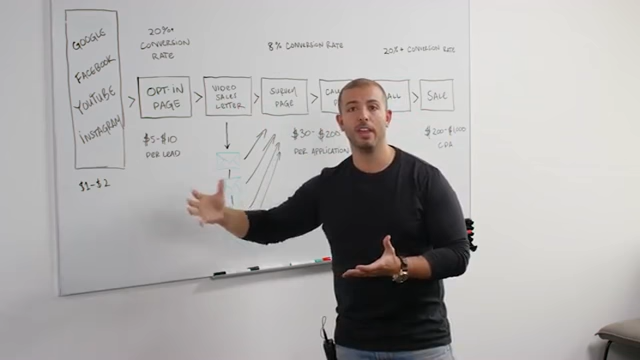 GOOGLE
FACEBOOK
YOUTUBE
INSTAGRAM
$1-$2
20%+
CONVERSION
RATE
OPT-IN
PAGE
$5-$10
PER LEAD
VIDEO
SALES
LETTER
8% CONVERSION RATE
SURVEY
PAGE
$30-$200
PER APPLICATION
20%+ CONVERSION RATE
SALE
$200-$1000